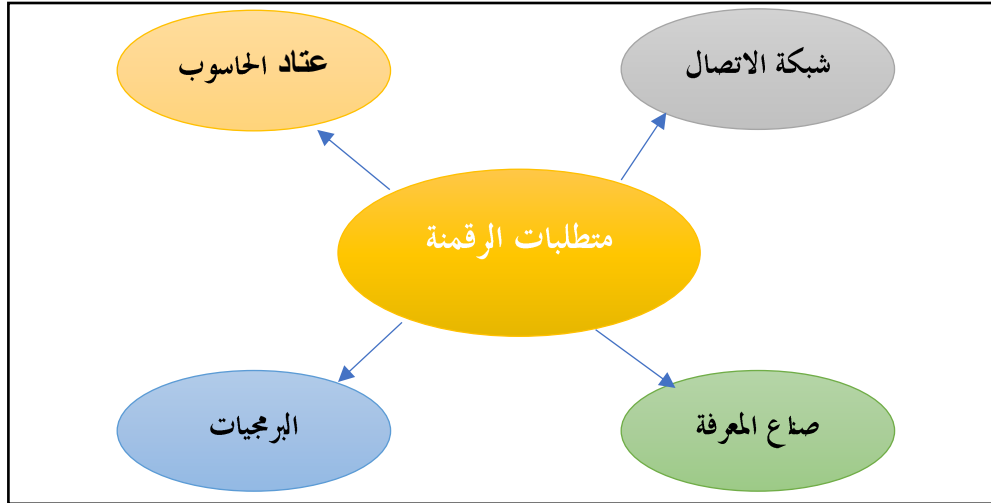 شبكة الاتصال
عتاد الحاسوب
متطلبات الرقمنة
صناع المعرفة
البرمجيات